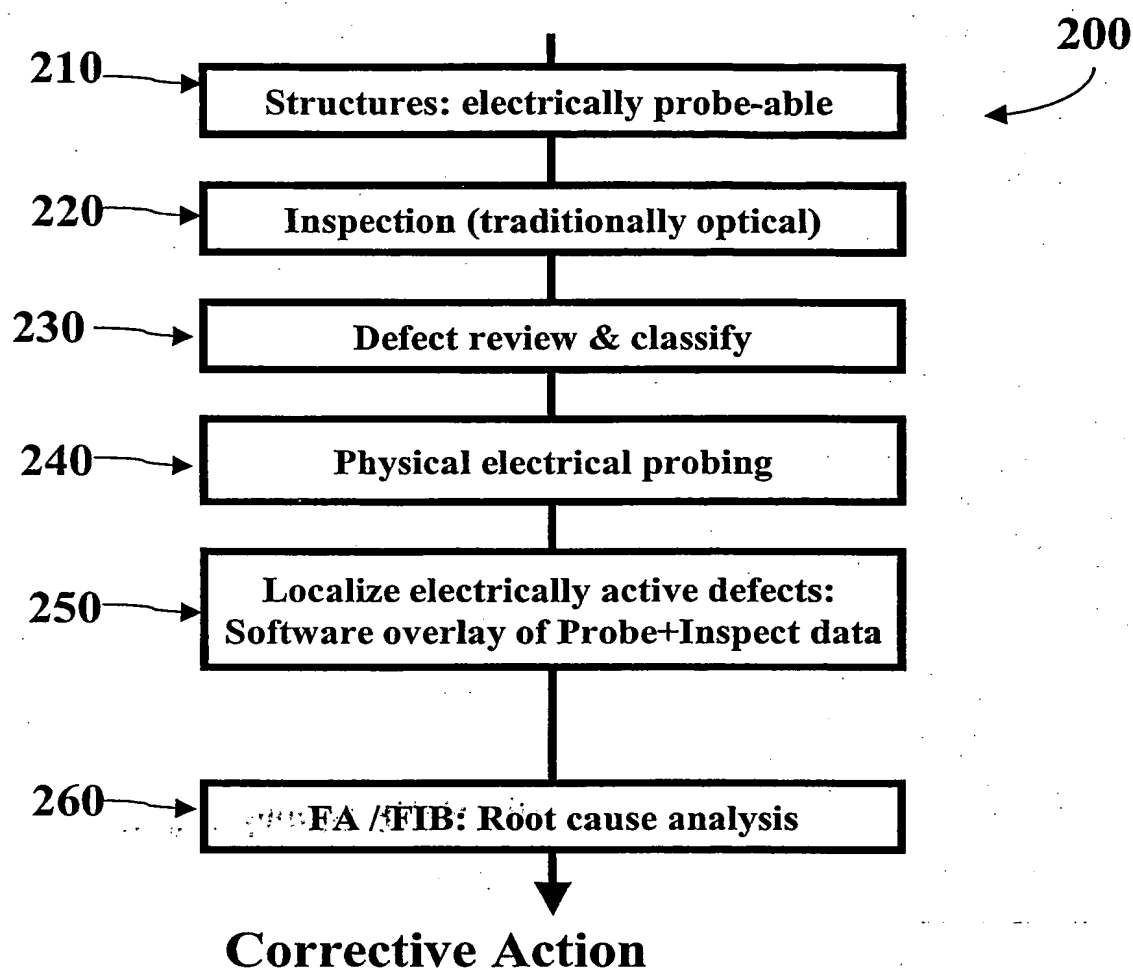 200
210
Structures: electrically probe-able
220
Inspection (traditionally optical)
230
Defect review & classify
240
Physical electrical probing
250
Localize electrically active defects:
Software overlay of Probe+Inspect data
260
FA / FIB: Root cause analysis
Corrective Action